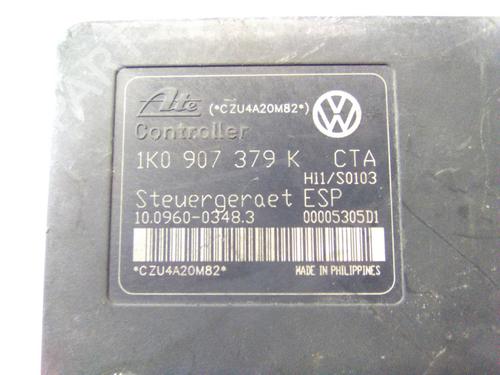 Ate (*CZU4A20M82*)
Controller
1K0 907 379 K CTA
H11/S0103
Steuergeraet ESP
10.0960-0348.3 00005305D1
*CZU4A20M82* MADE IN PHILIPPINES